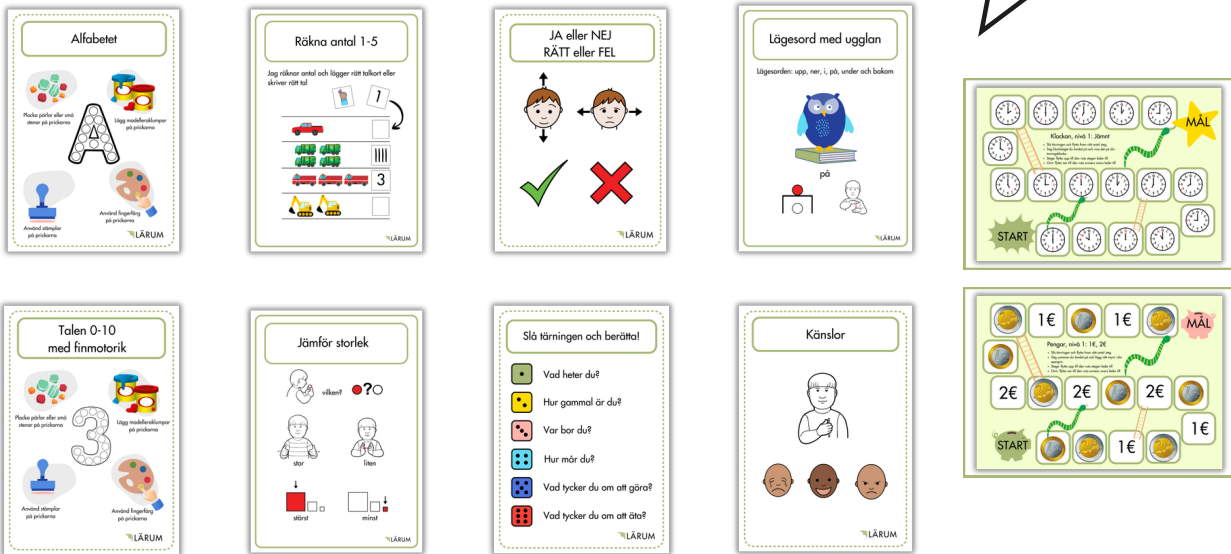 Alfabetet
Plocka pärlor eller små
stenar på prickarna
Lägg modelleraklumpar
på prickarna
A
Använd stämplar
på prickarna
Använd fingerfärg
på prickarna
LÄRUM
Räkna antal 1-5
Jag räknar antal och lägger rätt talkort eller
skriver rätt tal
1
3
LÄRUM
JA eller NEJ
RÄTT eller FEL
LÄRUM
Lägesord med ugglan
Lägesorden: upp, ner, i, på, under och bakom
på
LÄRUM
Klockan, nivå 1: Jämnt
MÅL
START
Talen 0-10
med finmotorik
Plocka pärlor eller små
stenar på prickarna
Lägg modelleraklumpar
på prickarna
3
Använd stämplar
på prickarna
Använd fingerfärg
på prickarna
LÄRUM
Jämför storlek
vilken?
?
stor
liten
störst
minst
LÄRUM
Slå tärningen och berätta!
Vad heter du?
Hur gammal är du?
Var bor du?
Hur mår du?
Vad tycker du om att göra?
Vad tycker du om att äta?
LÄRUM
Känslor
LÄRUM
1€ 1€
MÅL
Pengar, nivå 1: 1€, 2€
2€ 2€ 2€
1€
START
1€